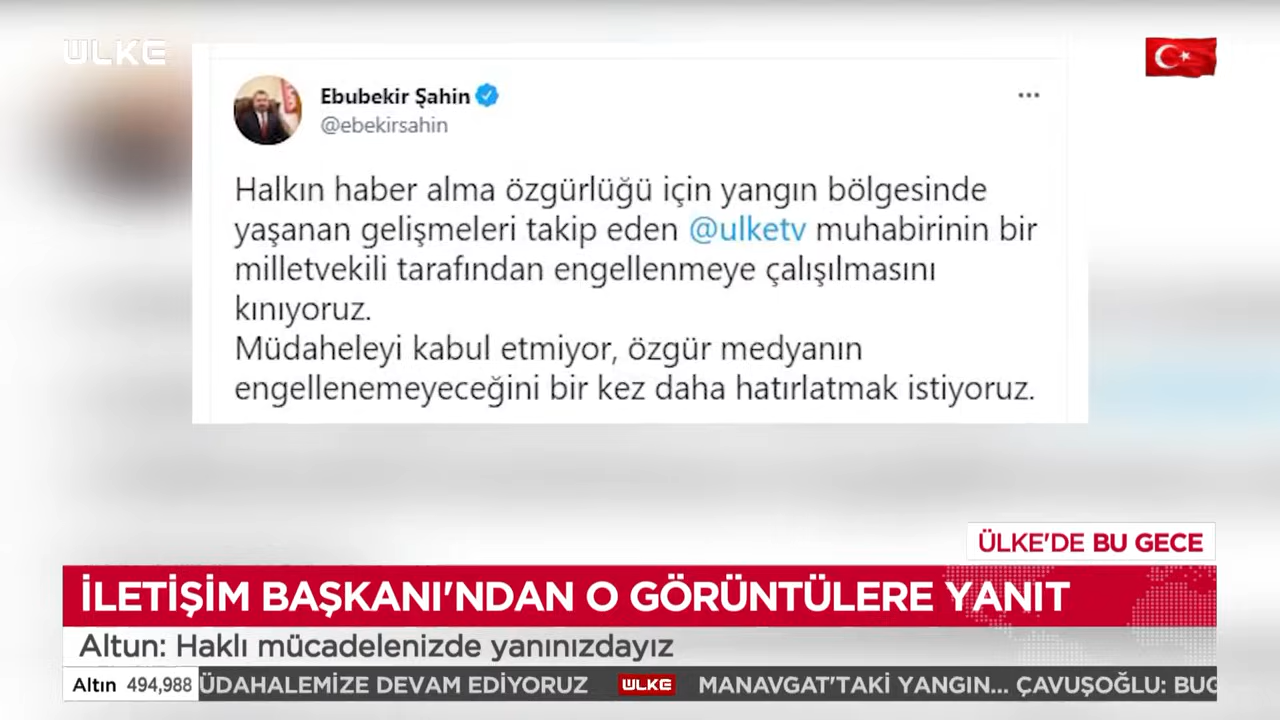 ÜLKE
Ebubekir Şahin
@ebekirsahin
Halkın haber alma özgürlüğü için yangın bölgesinde
yaşanan gelişmeleri takip eden @ulketv muhabirinin bir
milletvekili tarafından engellenmeye çalışılmasını
kınıyoruz.
Müdaheleyi kabul etmiyor, özgür medyanın
engellenemeyeceğini bir kez daha hatırlatmak istiyoruz.
ÜLKE'DE BU GECE
İLETİŞİM BAŞKANI'NDAN O GÖRÜNTÜLERE YANIT
Altun: Haklı mücadelenizde yanınızdayız
Altın 494,988 ÜDAHALEMİZE DEVAM EDİYORUZ ÜLKE MANAVGAT'TAKİ YANGIN... ÇAVUŞOĞLU: BUG